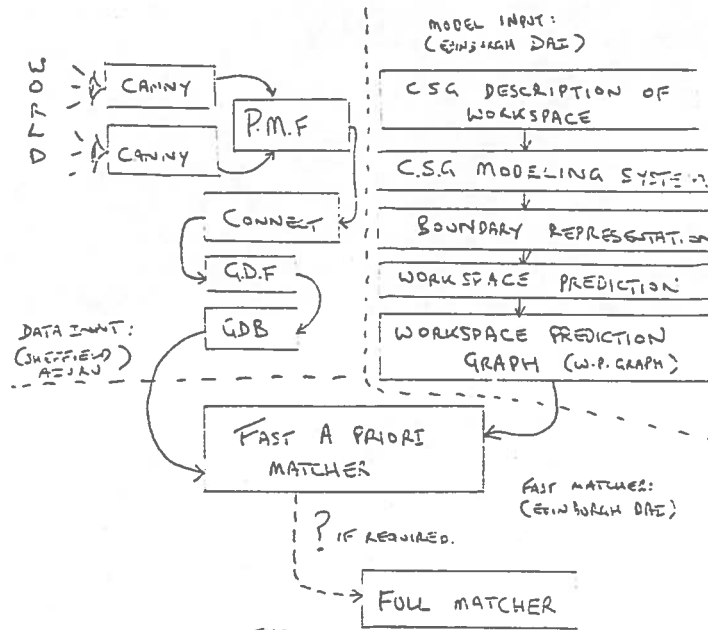 CANNY
CANNY
P.M.F
CONNECT
G.D.F
GDB
DATA INPUT:
(SHEFFIELD)
MODEL INPUT:
(EDINBURGH DAI)
CSG DESCRIPTION OF
WORKSPACE
C.S.G MODELING SYSTEM
BOUNDARY REPRESENTATION
WORKSPACE PREDICTION
WORKSPACE PREDICTION
GRAPH (W.P. GRAPH)
FAST A PRIORI
MATCHER
FAST MATCHER:
(EDINBURGH DAI)
? IF REQUIRED.
FULL MATCHER